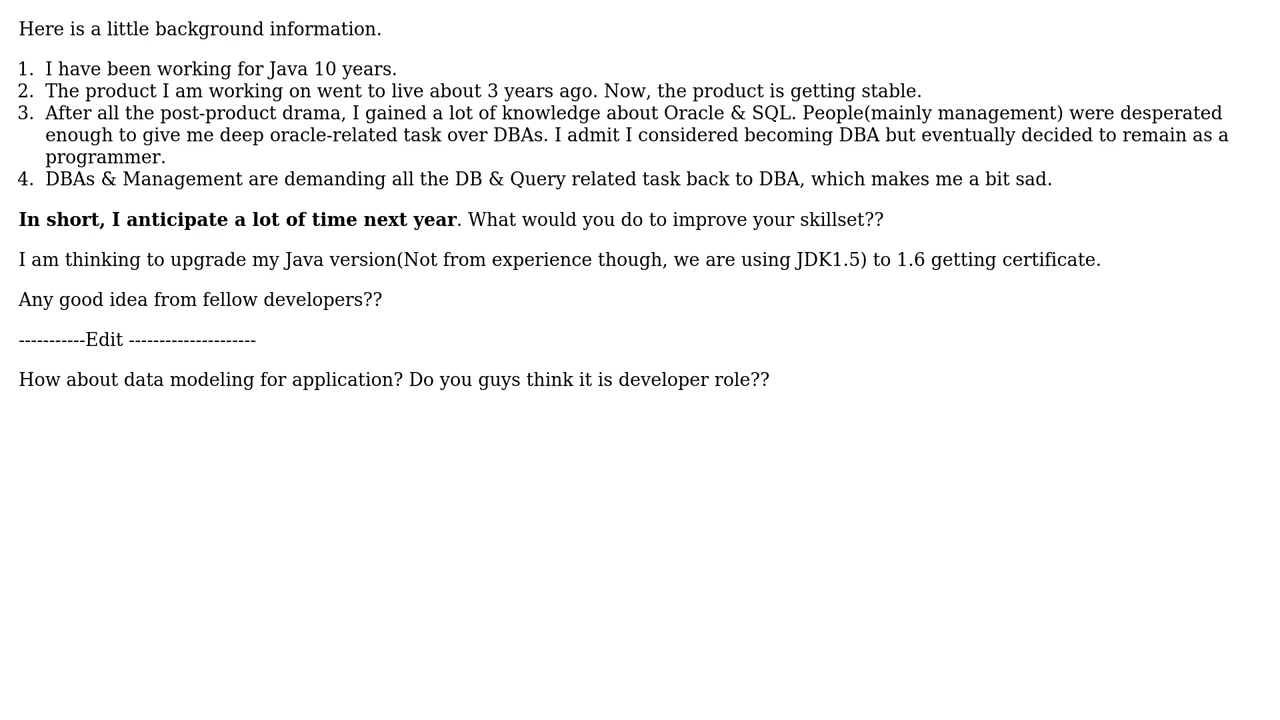 Here is a little background information.
1. I have been working for Java 10 years.
2. The product I am working on went to live about 3 years ago. Now, the product is getting stable.
3. After all the post-product drama, I gained a lot of knowledge about Oracle & SQL. People(mainly management) were desperated
enough to give me deep oracle-related task over DBAs. I admit I considered becoming DBA but eventually decided to remain as a
programmer.
4. DBAs & Management are demanding all the DB & Query related task back to DBA, which makes me a bit sad.
In short, I anticipate a lot of time next year. What would you do to improve your skillset??
I am thinking to upgrade my Java version(Not from experience though, we are using JDK1.5) to 1.6 getting certificate.
Any good idea from fellow developers??
-----------Edit ---------------------
How about data modeling for application? Do you guys think it is developer role??